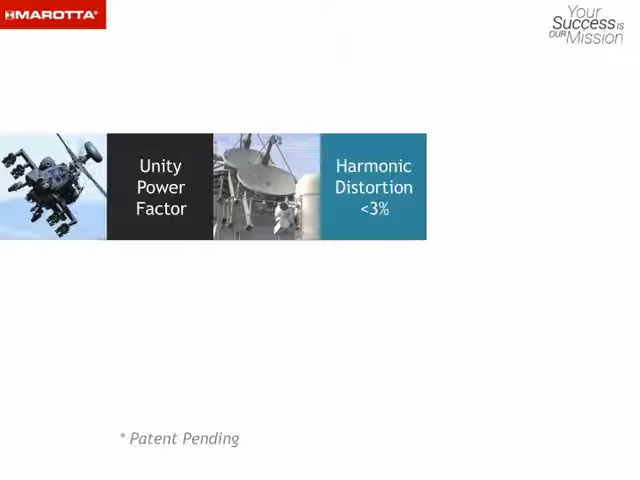 MAROTTA®
Your
Success IS
OUR Mission
Unity
Power
Factor
Harmonic
Distortion
<3%
* Patent Pending